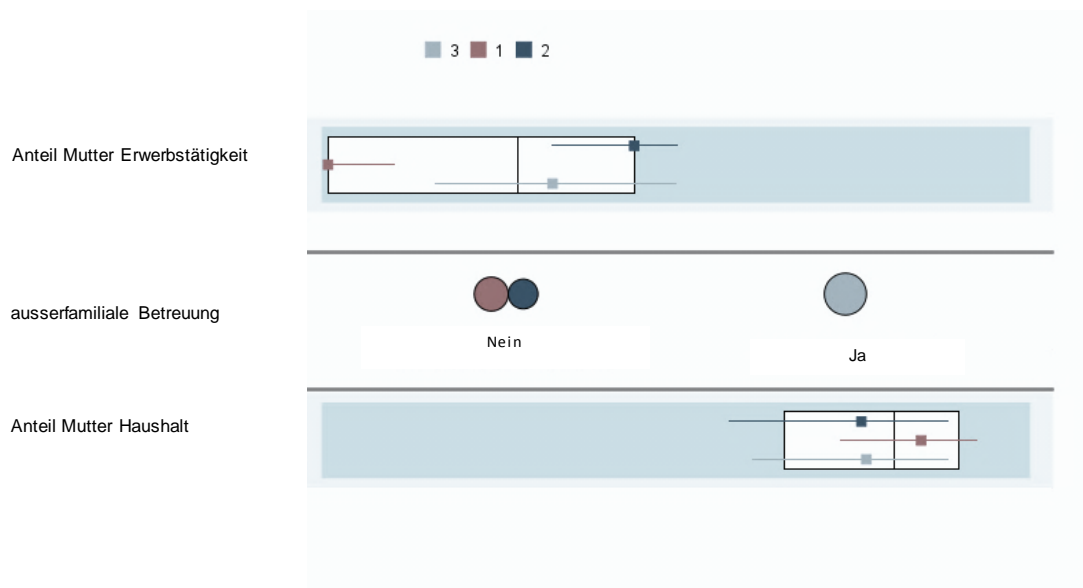 3 1 2
Anteil Mutter Erwerbstätigkeit
ausserfamiliale Betreuung
Nein
Ja
Anteil Mutter Haushalt